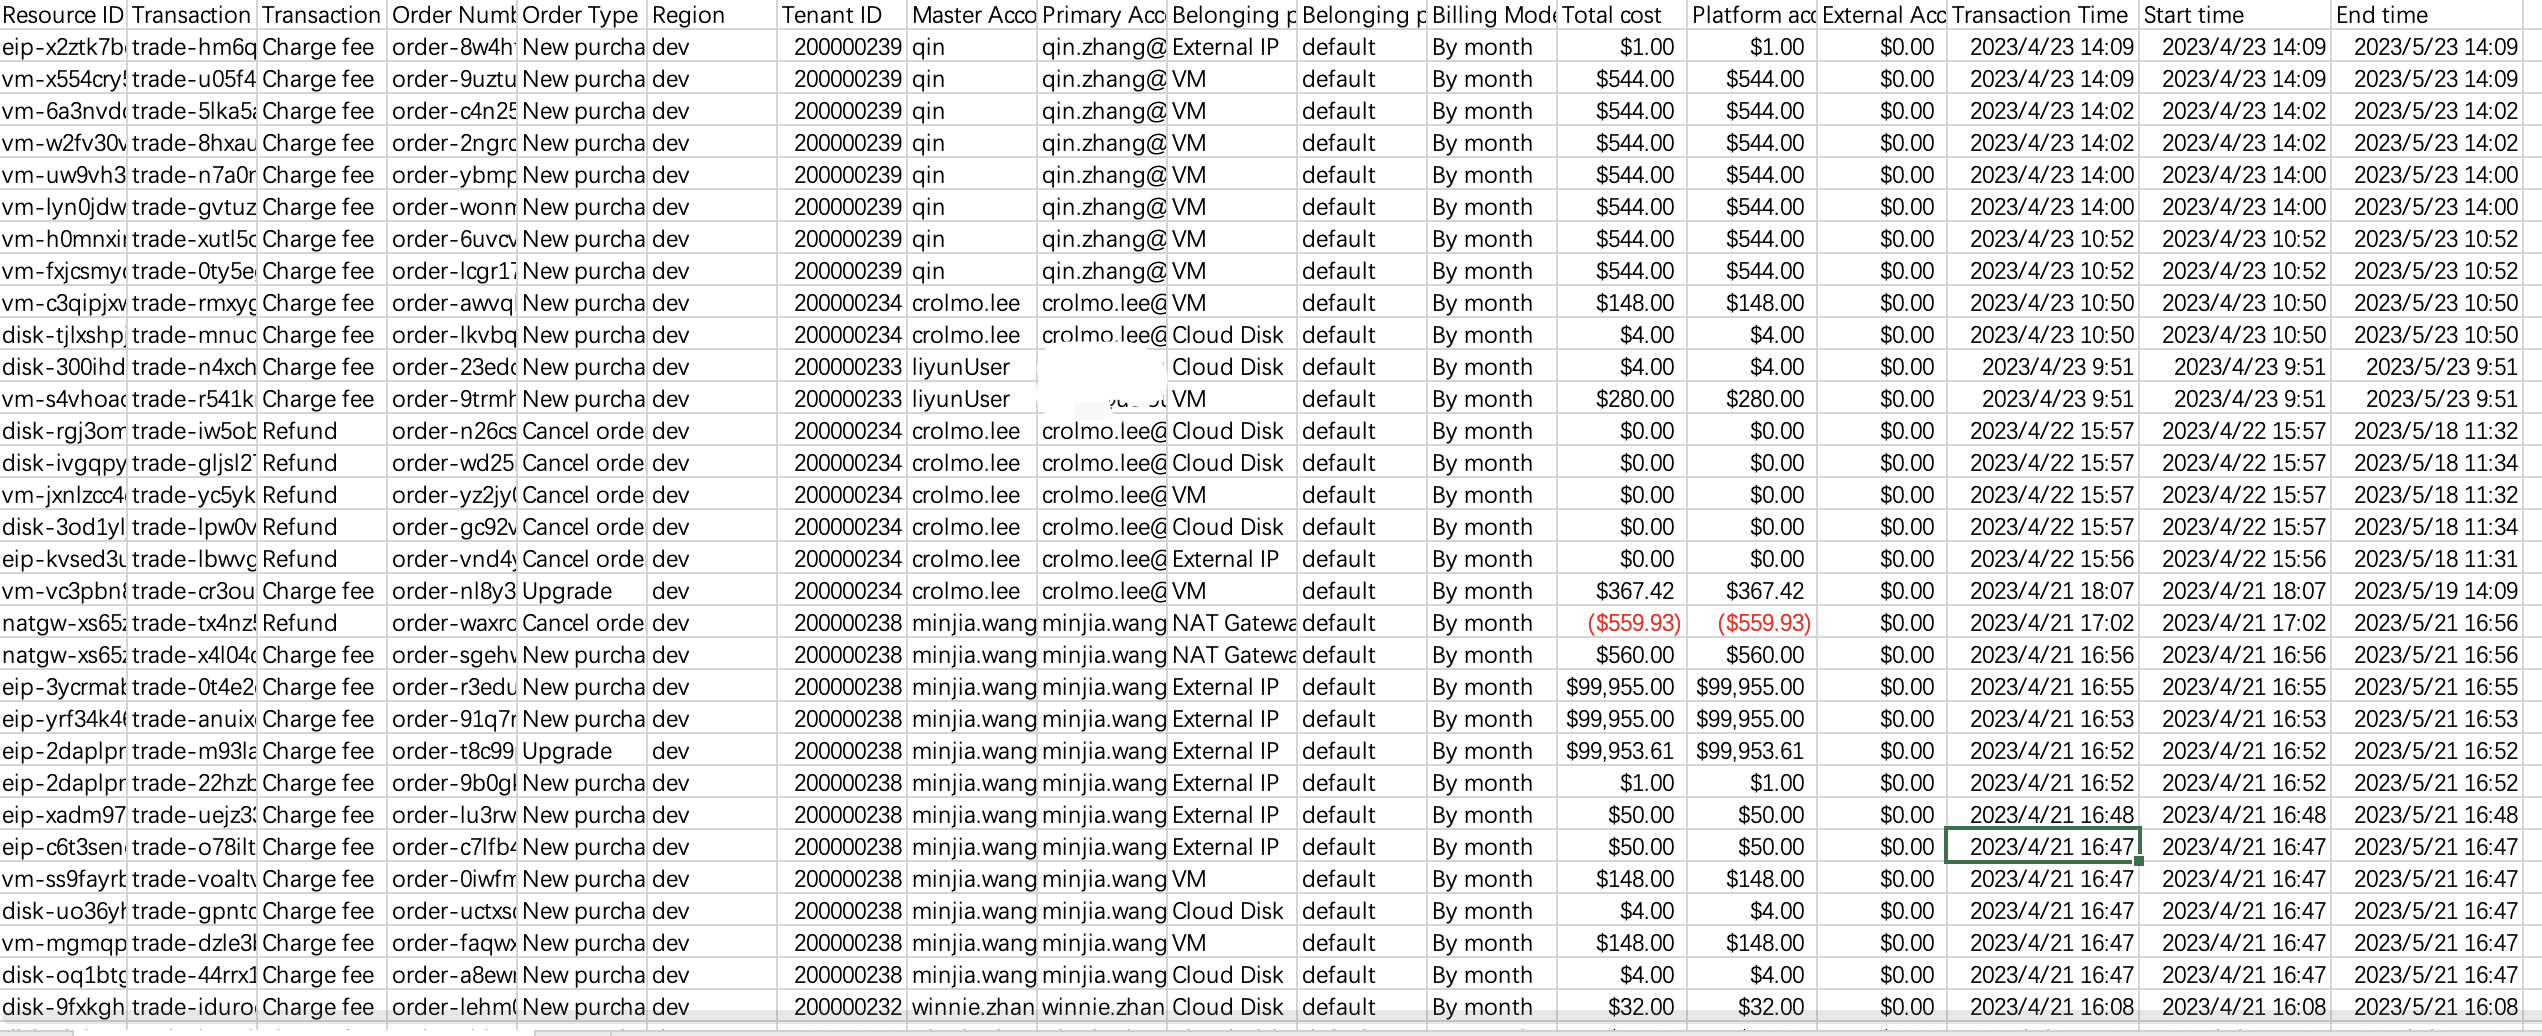 Resource ID Transaction Transaction Order Numb Order Type Region Tenant ID Master Acco Primary Acc Belonging p Belonging p Billing Mode Total cost Platform acc External Acc Transaction Time Start time End time
eip-x2ztk7b trade-hm6q Charge fee order-8w4h New purcha dev 200000239 qin qin.zhang@ External IP default By month $1.00 $1.00 $0.00 2023/4/23 14:09 2023/4/23 14:09 2023/5/23 14:09
vm-x554cry trade-u05f4 Charge fee order-9uztu New purcha dev 200000239 qin qin.zhang@ VM default By month $544.00 $544.00 $0.00 2023/4/23 14:09 2023/4/23 14:09 2023/5/23 14:09
vm-6a3nvd trade-5lka5 Charge fee order-c4n25 New purcha dev 200000239 qin qin.zhang@ VM default By month $544.00 $544.00 $0.00 2023/4/23 14:02 2023/4/23 14:02 2023/5/23 14:02
vm-w2fv30v trade-8hxau Charge fee order-2ngrc New purcha dev 200000239 qin qin.zhang@ VM default By month $544.00 $544.00 $0.00 2023/4/23 14:02 2023/4/23 14:02 2023/5/23 14:02
vm-uw9vh3 trade-n7a0r Charge fee order-ybmp New purcha dev 200000239 qin qin.zhang@ VM default By month $544.00 $544.00 $0.00 2023/4/23 14:00 2023/4/23 14:00 2023/5/23 14:00
vm-lyn0jdw trade-gvtuz Charge fee order-wonn New purcha dev 200000239 qin qin.zhang@ VM default By month $544.00 $544.00 $0.00 2023/4/23 14:00 2023/4/23 14:00 2023/5/23 14:00
vm-h0mnxi trade-xutl5c Charge fee order-6uvcv New purcha dev 200000239 qin qin.zhang@ VM default By month $544.00 $544.00 $0.00 2023/4/23 10:52 2023/4/23 10:52 2023/5/23 10:52
vm-fxjcsmy trade-0ty5e Charge fee order-lcgr17 New purcha dev 200000239 qin qin.zhang@ VM default By month $544.00 $544.00 $0.00 2023/4/23 10:52 2023/4/23 10:52 2023/5/23 10:52
vm-c3qipjxv trade-rmxyg Charge fee order-awvq New purcha dev 200000234 crolmo.lee crolmo.lee@ VM default By month $148.00 $148.00 $0.00 2023/4/23 10:50 2023/4/23 10:50 2023/5/23 10:50
disk-tjlxshp trade-mnuc Charge fee order-lkvbq New purcha dev 200000234 crolmo.lee crolmo.lee@ Cloud Disk default By month $4.00 $4.00 $0.00 2023/4/23 10:50 2023/4/23 10:50 2023/5/23 10:50
disk-300ihd trade-n4xch Charge fee order-23edc New purcha dev 200000233 liyunUser Cloud Disk default By month $4.00 $4.00 $0.00 2023/4/23 9:51 2023/4/23 9:51 2023/5/23 9:51
vm-s4vhoac trade-r541k Charge fee order-9trmh New purcha dev 200000233 liyunUser VM default By month $280.00 $280.00 $0.00 2023/4/23 9:51 2023/4/23 9:51 2023/5/23 9:51
disk-rgj3om trade-iw5ob Refund order-n26cs Cancel orde dev 200000234 crolmo.lee crolmo.lee@ Cloud Disk default By month $0.00 $0.00 $0.00 2023/4/22 15:57 2023/4/22 15:57 2023/5/18 11:32
disk-ivgqpy trade-gljsl2 Refund order-wd25 Cancel orde dev 200000234 crolmo.lee crolmo.lee@ Cloud Disk default By month $0.00 $0.00 $0.00 2023/4/22 15:57 2023/4/22 15:57 2023/5/18 11:34
vm-jxnlzcc4 trade-yc5yk Refund order-yz2jy Cancel orde dev 200000234 crolmo.lee crolmo.lee@ VM default By month $0.00 $0.00 $0.00 2023/4/22 15:57 2023/4/22 15:57 2023/5/18 11:32
disk-3od1yl trade-lpw0v Refund order-gc92v Cancel orde dev 200000234 crolmo.lee crolmo.lee@ Cloud Disk default By month $0.00 $0.00 $0.00 2023/4/22 15:57 2023/4/22 15:57 2023/5/18 11:34
eip-kvsed3u trade-lbwvg Refund order-vnd4y Cancel orde dev 200000234 crolmo.lee crolmo.lee@ External IP default By month $0.00 $0.00 $0.00 2023/4/22 15:56 2023/4/22 15:56 2023/5/18 11:31
vm-vc3pbn trade-cr3ou Charge fee order-nl8y3 Upgrade dev 200000234 crolmo.lee crolmo.lee@ VM default By month $367.42 $367.42 $0.00 2023/4/21 18:07 2023/4/21 18:07 2023/5/19 14:09
natgw-xs65z trade-tx4nz Refund order-waxrc Cancel orde dev 200000238 minjia.wang minjia.wang NAT Gatewa default By month ($559.93) ($559.93) $0.00 2023/4/21 17:02 2023/4/21 17:02 2023/5/21 16:56
natgw-xs65z trade-x4l04c Charge fee order-sgehv New purcha dev 200000238 minjia.wang minjia.wang NAT Gatewa default By month $560.00 $560.00 $0.00 2023/4/21 16:56 2023/4/21 16:56 2023/5/21 16:56
eip-3ycrmab trade-0t4e2 Charge fee order-r3edu New purcha dev 200000238 minjia.wang minjia.wang External IP default By month $99,955.00 $99,955.00 $0.00 2023/4/21 16:55 2023/4/21 16:55 2023/5/21 16:55
eip-yrf34k4 trade-anuix Charge fee order-91q7r New purcha dev 200000238 minjia.wang minjia.wang External IP default By month $99,955.00 $99,955.00 $0.00 2023/4/21 16:53 2023/4/21 16:53 2023/5/21 16:53
eip-2daplpr trade-m93la Charge fee order-t8c99 Upgrade dev 200000238 minjia.wang minjia.wang External IP default By month $99,953.61 $99,953.61 $0.00 2023/4/21 16:52 2023/4/21 16:52 2023/5/21 16:52
eip-2daplpr trade-22hzb Charge fee order-9b0gl New purcha dev 200000238 minjia.wang minjia.wang External IP default By month $1.00 $1.00 $0.00 2023/4/21 16:52 2023/4/21 16:52 2023/5/21 16:52
eip-xadm97 trade-uejz3 Charge fee order-lu3rw New purcha dev 200000238 minjia.wang minjia.wang External IP default By month $50.00 $50.00 $0.00 2023/4/21 16:48 2023/4/21 16:48 2023/5/21 16:48
eip-c6t3sen trade-o78ilt Charge fee order-c7lfb4 New purcha dev 200000238 minjia.wang minjia.wang External IP default By month $50.00 $50.00 $0.00 2023/4/21 16:47 2023/4/21 16:47 2023/5/21 16:47
vm-ss9fayrb trade-voaltv Charge fee order-0iwfm New purcha dev 200000238 minjia.wang minjia.wang VM default By month $148.00 $148.00 $0.00 2023/4/21 16:47 2023/4/21 16:47 2023/5/21 16:47
disk-uo36yh trade-gpntc Charge fee order-uctxs New purcha dev 200000238 minjia.wang minjia.wang Cloud Disk default By month $4.00 $4.00 $0.00 2023/4/21 16:47 2023/4/21 16:47 2023/5/21 16:47
vm-mgmqp trade-dzle3 Charge fee order-faqwx New purcha dev 200000238 minjia.wang minjia.wang VM default By month $148.00 $148.00 $0.00 2023/4/21 16:47 2023/4/21 16:47 2023/5/21 16:47
disk-oq1btg trade-44rrx1 Charge fee order-a8ewr New purcha dev 200000238 minjia.wang minjia.wang Cloud Disk default By month $4.00 $4.00 $0.00 2023/4/21 16:47 2023/4/21 16:47 2023/5/21 16:47
disk-9fxkgh trade-iduro Charge fee order-lehm New purcha dev 200000232 winnie.zhan winnie.zhan Cloud Disk default By month $32.00 $32.00 $0.00 2023/4/21 16:08 2023/4/21 16:08 2023/5/21 16:08